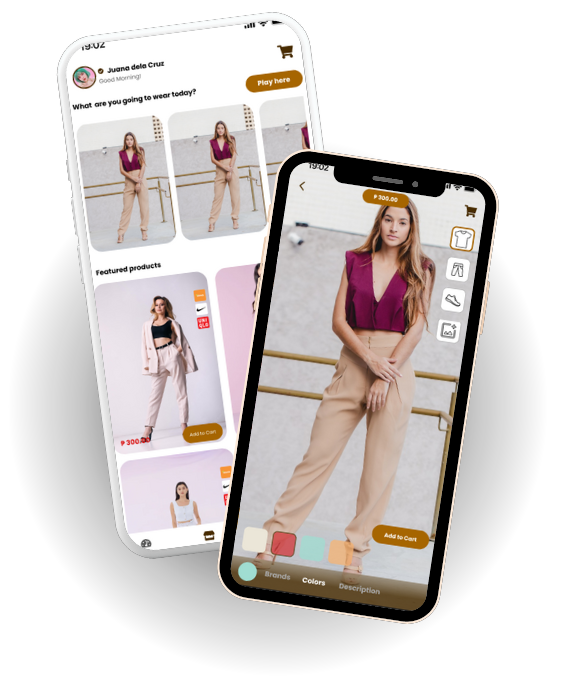 19:02
Juana dela Cruz
Good Morning!
Play here
What are you going to wear today?
Featured products
UNI
QLO
₱ 300.00
Add to Cart
19:02
₱ 300.00
Add to Cart
Brands
Colors
Description